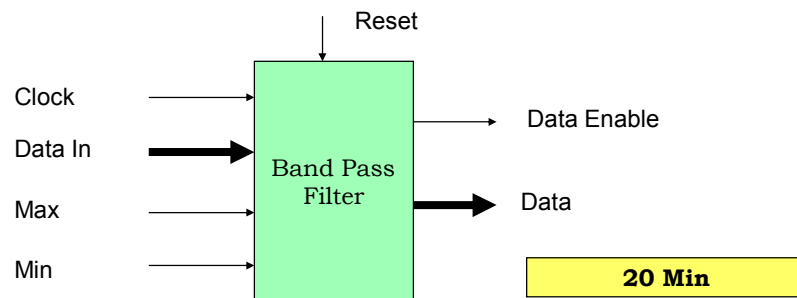 Reset
Clock
Data Enable
Data In
Band Pass
Filter
Data
Max
Min
20 Min